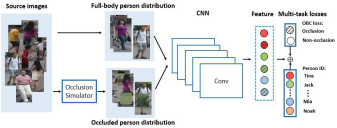 Source images
Full-body person distribution
CNN
Feature
Multi-task losses
OBC loss:
Occlusion
Non-occlusion
Occlusion
Simulator
Conv
Person ID:
Tina
Jack
Mia
Noah
Occluded person distribution